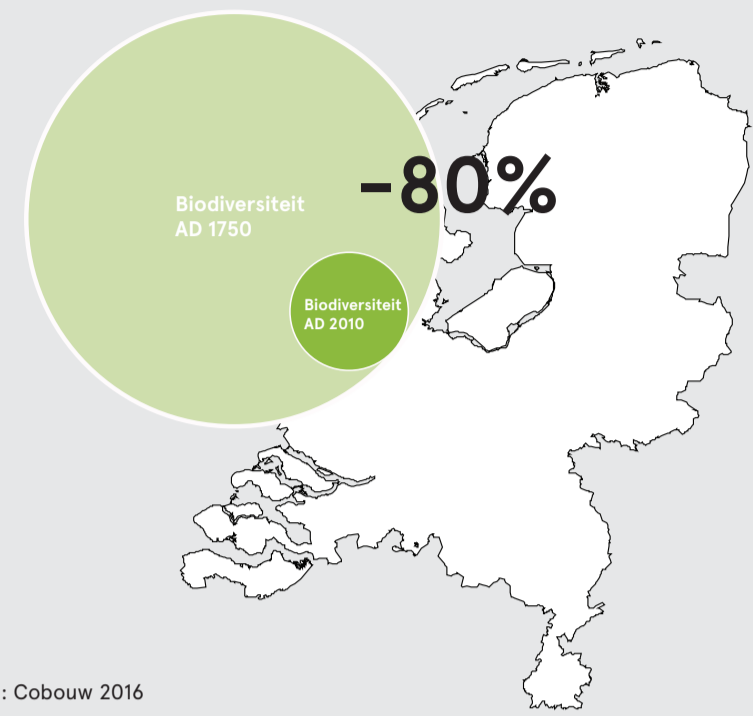 -80%
Biodiversiteit
AD 1750
Biodiversiteit
AD 2010
: Cobouw 2016